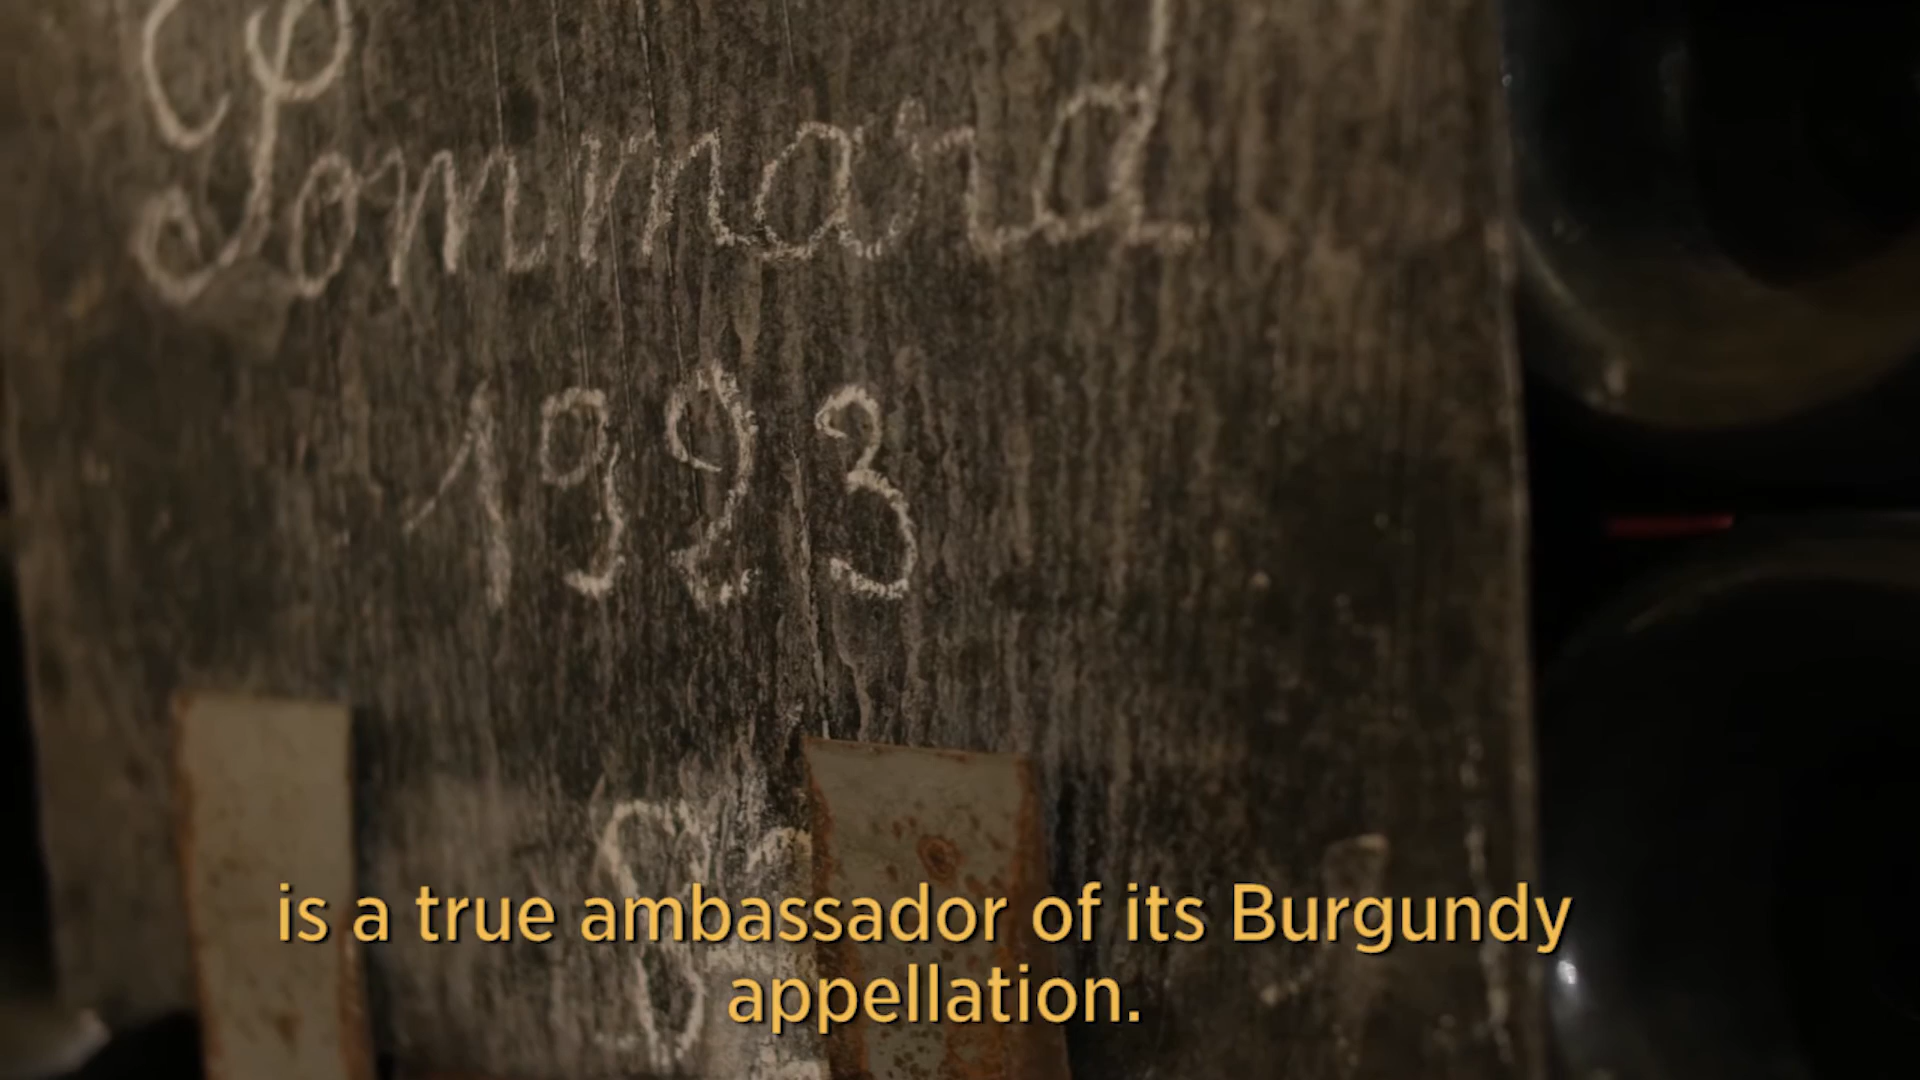 Pommard
1923
is a true ambassador of its Burgundy
appellation.